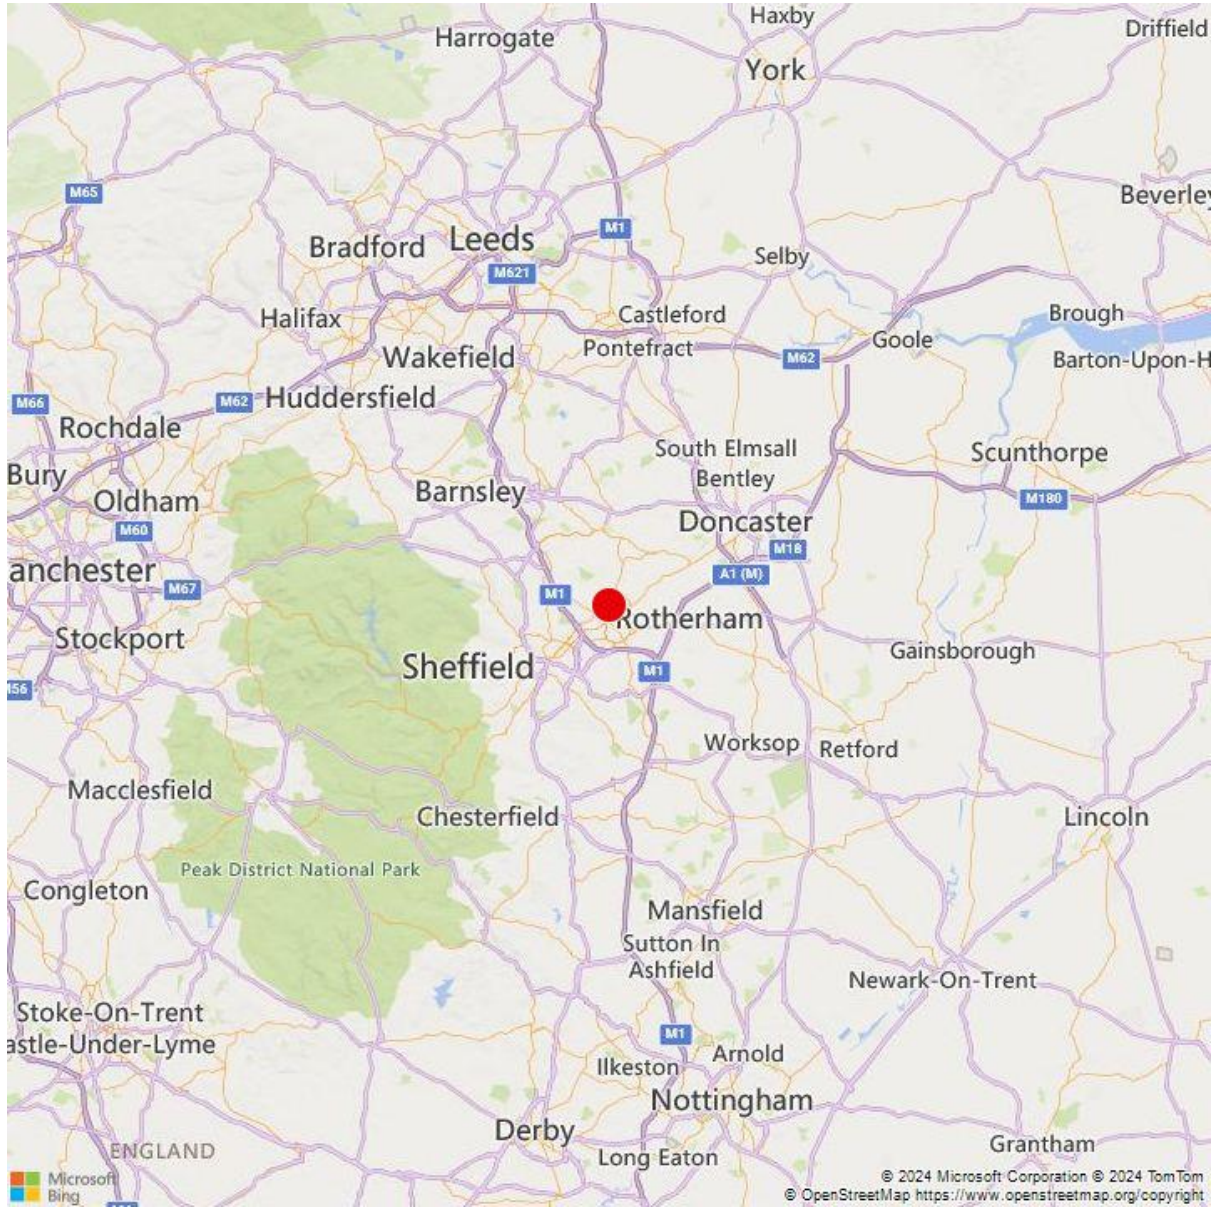 Haxby
Driffield
Harrogate
York
M65
Beverley
M1
Bradford
Leeds
Selby
M621
Castleford
Brough
Halifax
Goole
Pontefract
Wakefield
M62
Barton-Upon-H
Huddersfield
M62
M66
Rochdale
South Elmsall
Scunthorpe
Bury
Bentley
Barnsley
Oldham
M180
Doncaster
M60
M18
anchester
A1 (M)
M67
M1
Rotherham
Stockport
Gainsborough
Sheffield
M1
M56
Worksop
Retford
Macclesfield
Chesterfield
Lincoln
Peak District National Park
Congleton
Mansfield
Sutton In
Ashfield
Newark-On-Trent
Stoke-On-Trent
astle-Under-Lyme
M1
Arnold
Ilkeston
Nottingham
Derby
Grantham
ENGLAND
Long Eaton
Microsoft
Bing
© 2024 Microsoft Corporation © 2024 TomTom
© OpenStreetMap https://www.openstreetmap.org/copyright